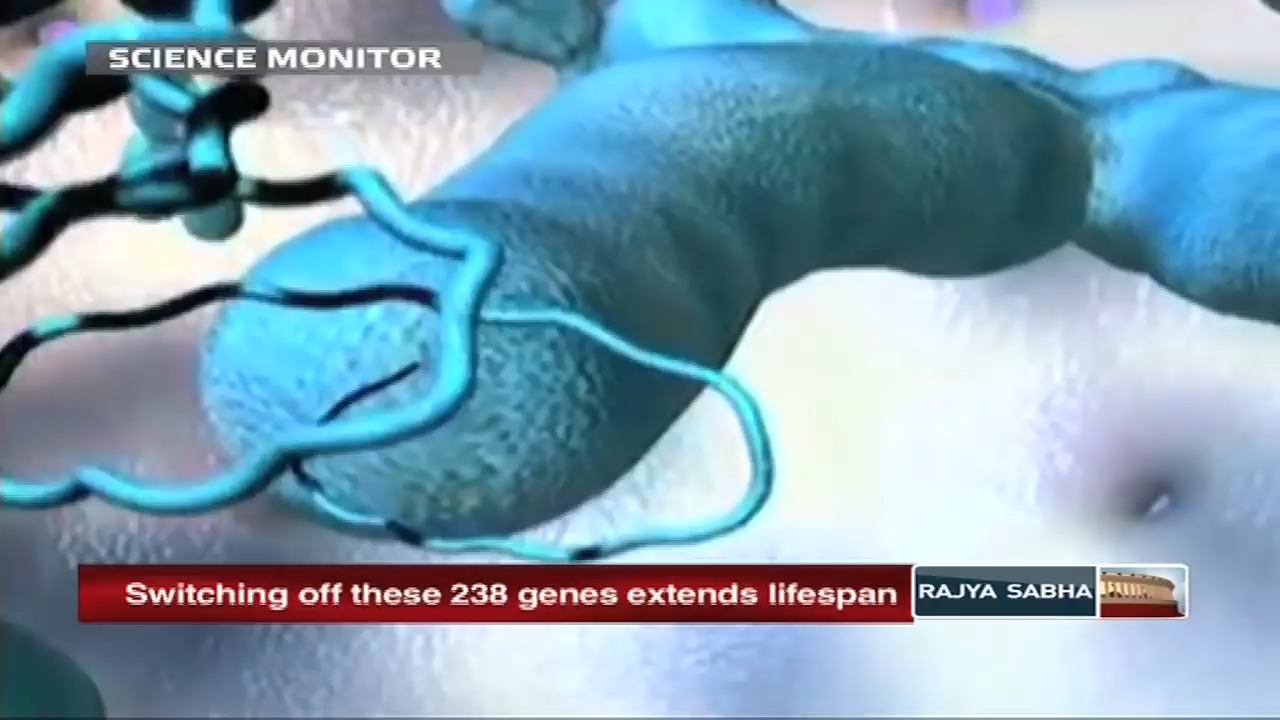 SCIENCE MONITOR
Switching off these 238 genes extends lifespan
RAJYA SABHA